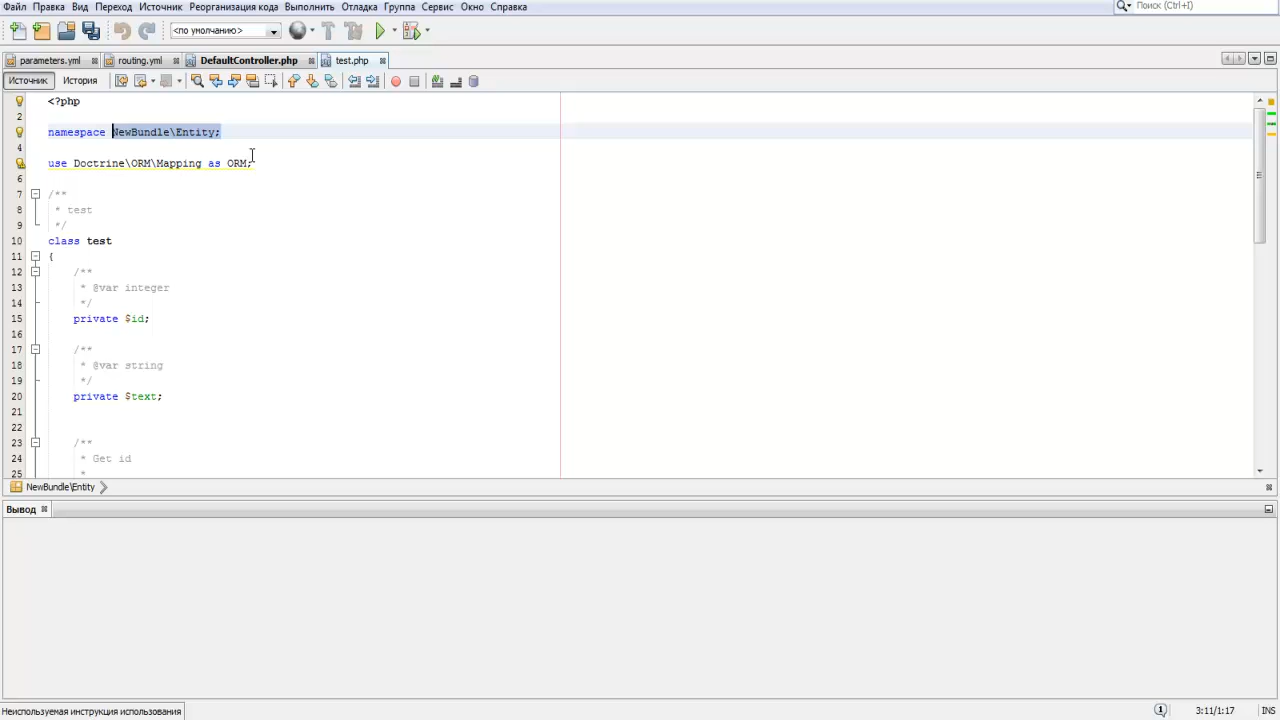 Файл Правка Вид Переход Источник Реорганизация кода Выполнить Отладка Группа Сервис Окно Справка
Поиск (Ctrl+I)
<по умолчанию>
parameters.yml routing.yml DefaultController.php test.php
Источник История
1 <?php
2
namespace NewBundle\Entity;
4
use Doctrine\ORM\Mapping as ORM;
6
7 /**
8 * test
9 */
10 class test
11 {
12 /**
13 * @var integer
14 */
15 private $id;
16
17 /**
18 * @var string
19 */
20 private $text;
21
22
23 /**
24 * Get id
25 *
NewBundle\Entity
Вывод
Неиспользуемая инструкция использования
3:11/1:17 INS